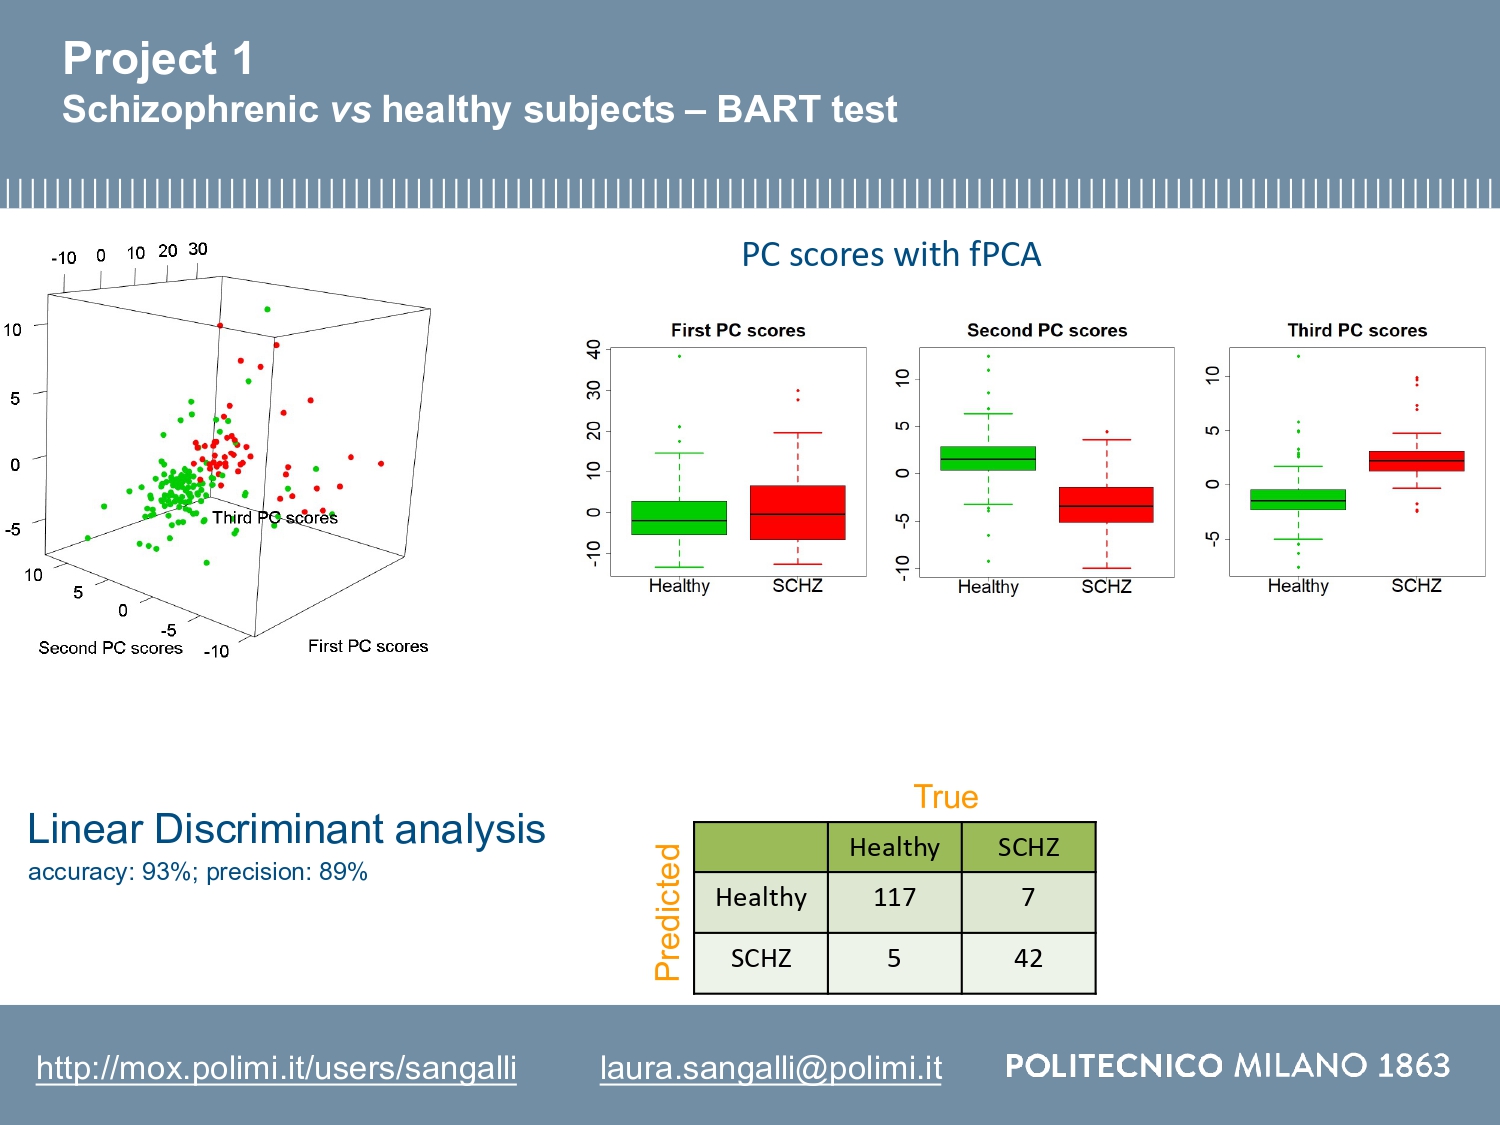 Project 1
Schizophrenic vs healthy subjects – BART test
-10 0 10 20 30
10
5
0
-5
10
5
0
-5
-10
Third PC scores
Second PC scores
First PC scores
PC scores with fPCA
First PC scores
40
30
20
10
0
-10
Healthy SCHZ
Second PC scores
10
5
0
-5
-10
Healthy SCHZ
Third PC scores
10
5
0
-5
Healthy SCHZ
Linear Discriminant analysis
accuracy: 93%; precision: 89%
True
Predicted
Healthy SCHZ
Healthy 117 7
SCHZ 5 42
http://mox.polimi.it/users/sangalli
laura.sangalli@polimi.it
POLITECNICO MILANO 1863